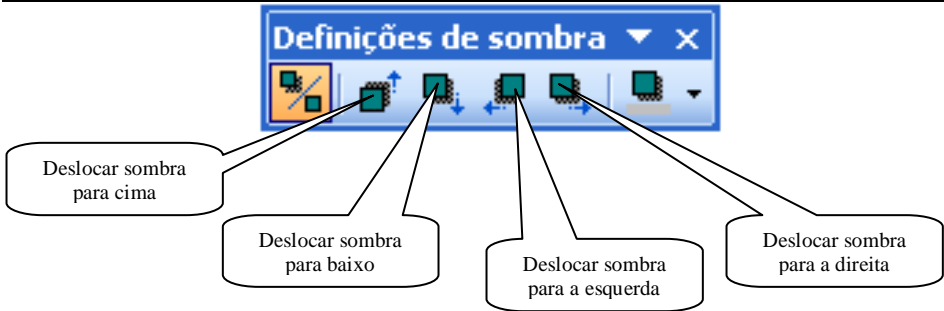 Definições de sombra
Deslocar sombra
para cima
Deslocar sombra
para baixo
Deslocar sombra
para a esquerda
Deslocar sombra
para a direita